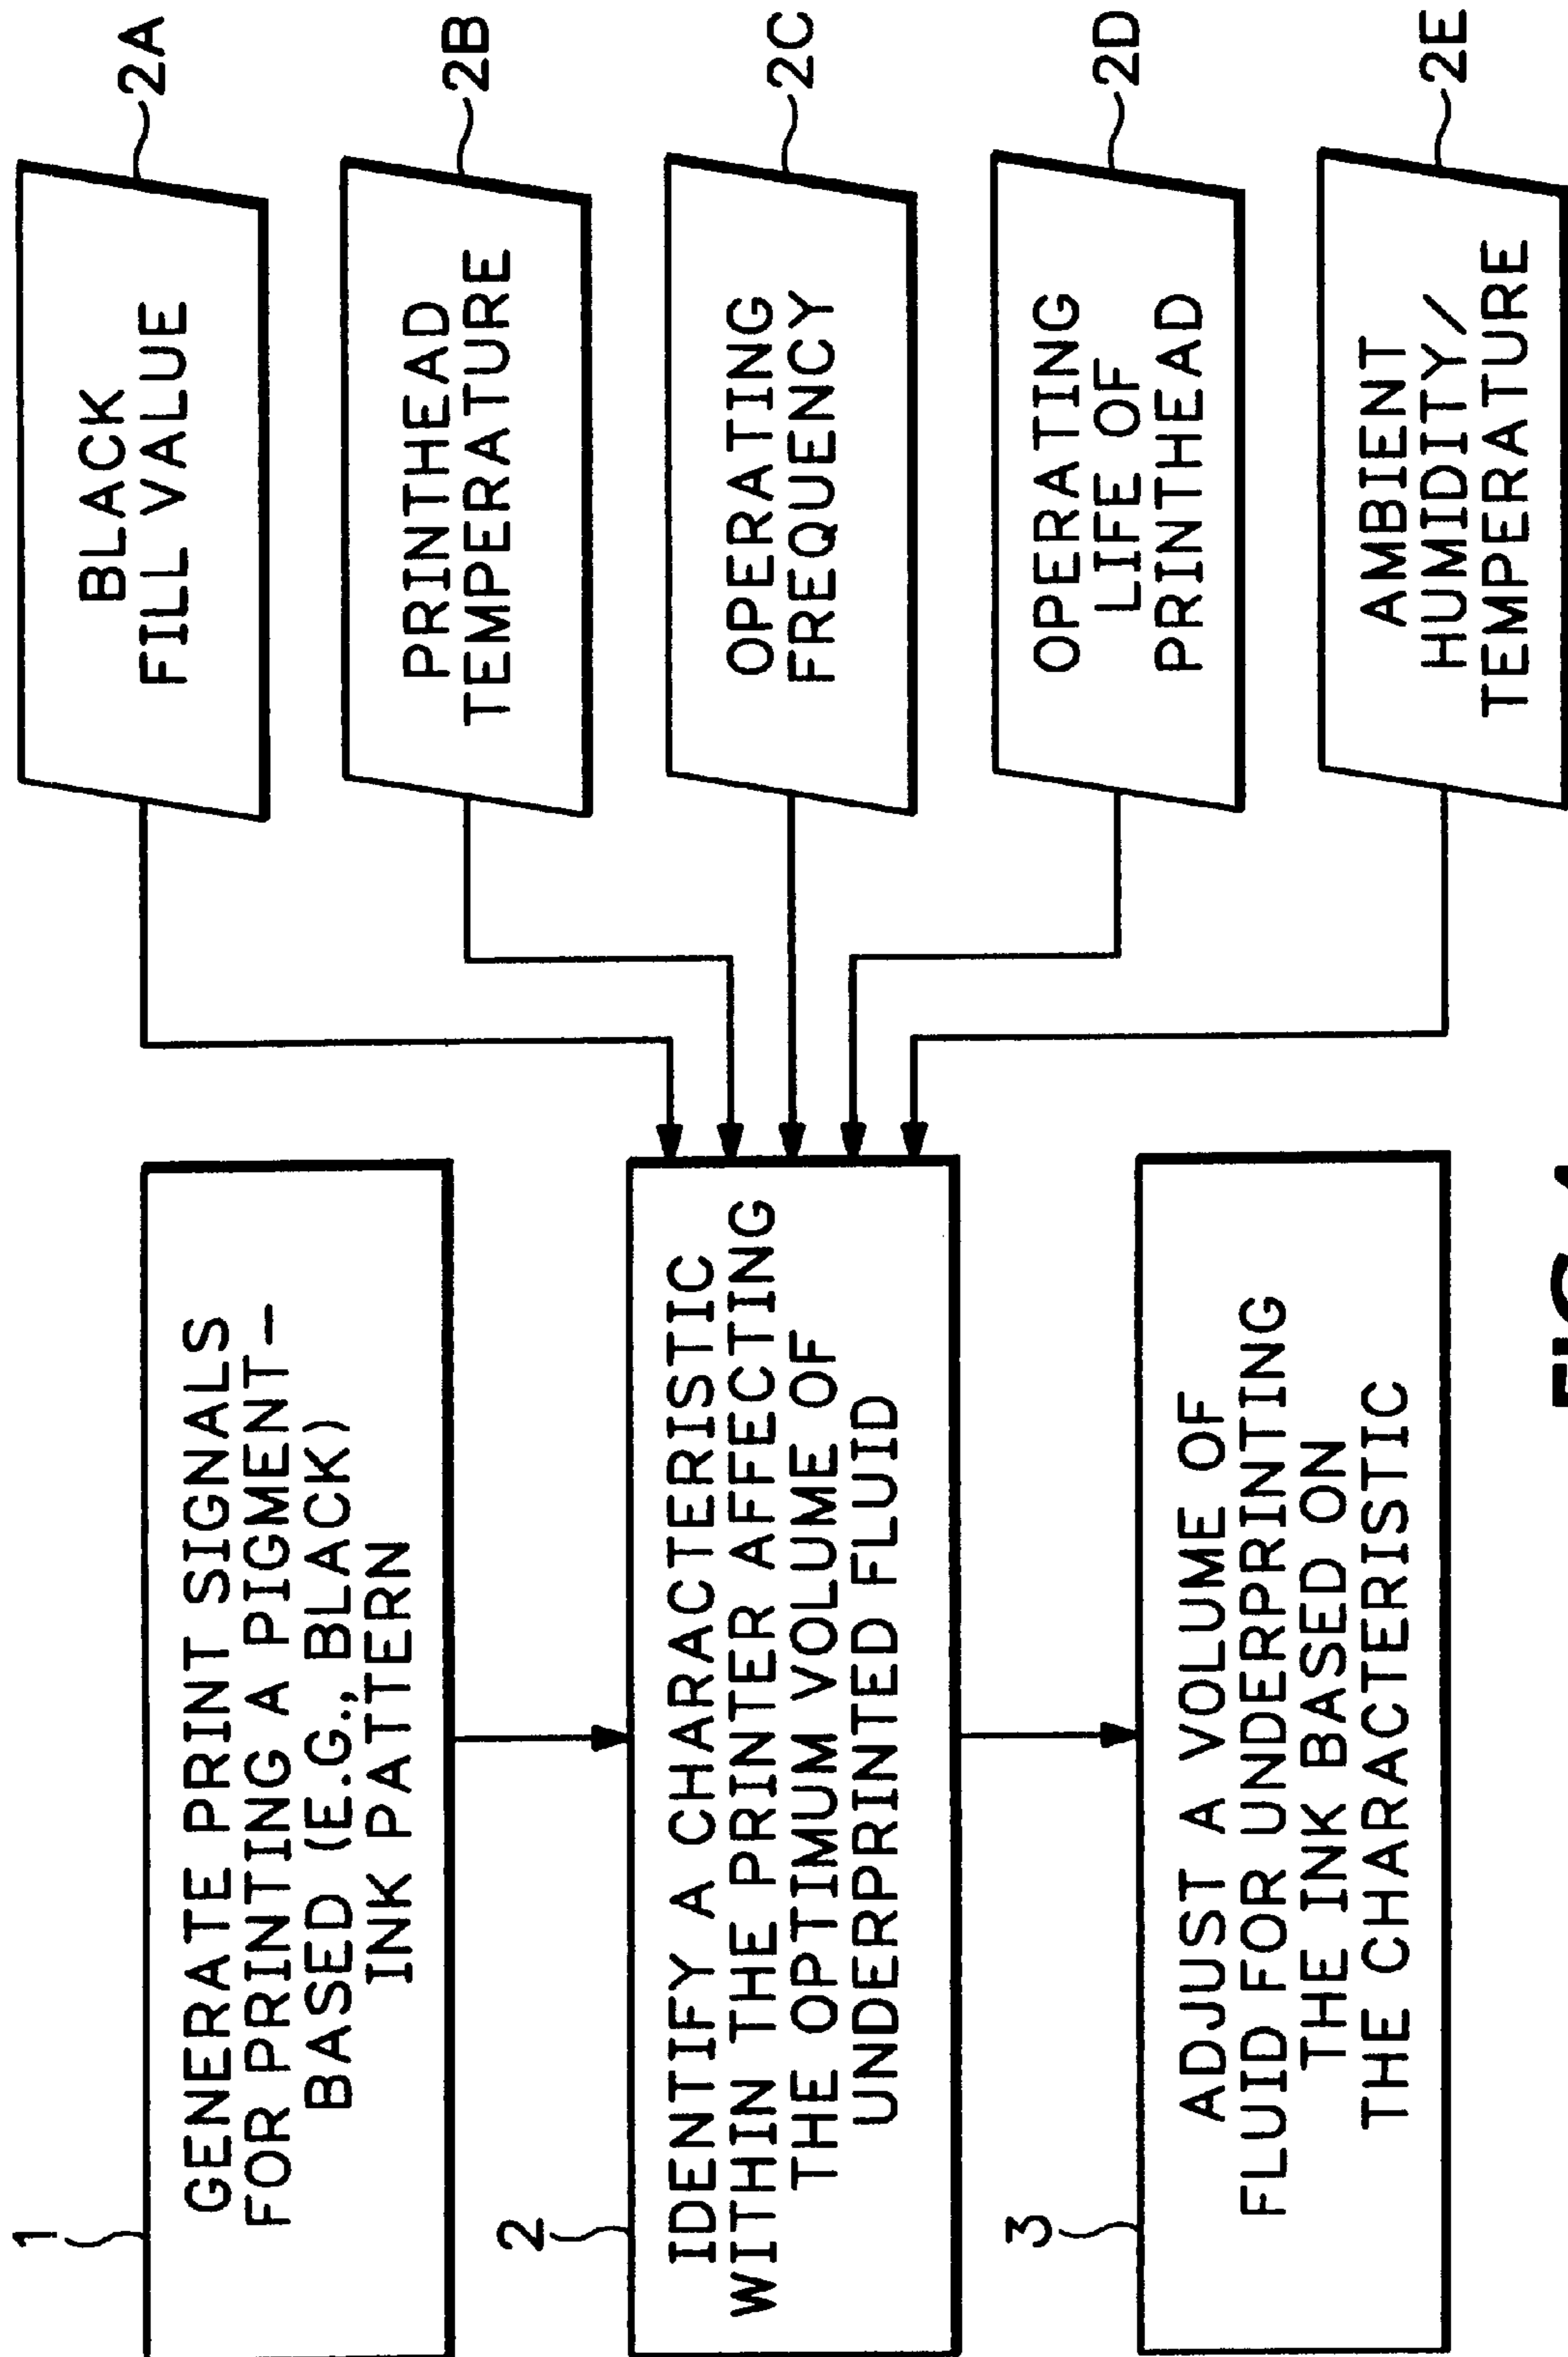 1
GENERATE PRINT SIGNALS
FOR PRINTING A PIGMENT-
BASED (E.G., BLACK)
INK PATTERN
2
IDENTIFY A CHARACTERISTIC
WITHIN THE PRINTER AFFECTING
THE OPTIMUM VOLUME OF
UNDERPRINTED FLUID
3
ADJUST A VOLUME OF
FLUID FOR UNDERPRINTING
THE INK BASED ON
THE CHARACTERISTIC
BLACK
FILL VALUE
2A
PRINTHEAD
TEMPERATURE
2B
OPERATING
FREQUENCY
2C
OPERATING
LIFE OF
PRINTHEAD
2D
AMBIENT
HUMIDITY/
TEMPERATURE
2E